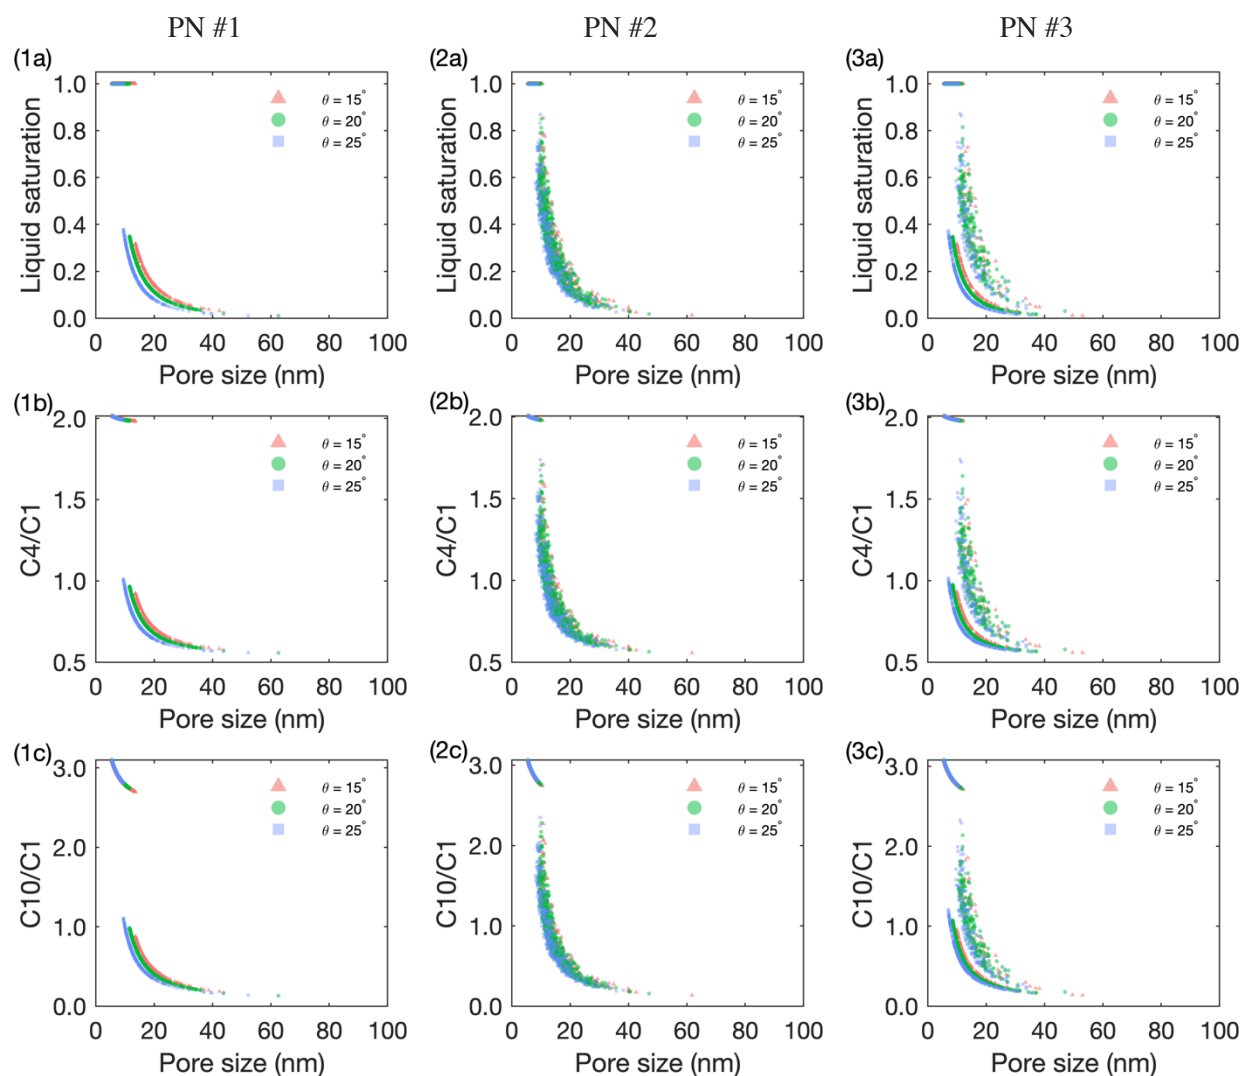 PN #1
PN #2
PN #3
(1a)
Liquid saturation
1.0
0.8
0.6
0.4
0.2
0.0
0 20 40 60 80 100
Pore size (nm)
θ = 15°
θ = 20°
θ = 25°
(2a)
Liquid saturation
1.0
0.8
0.6
0.4
0.2
0.0
0 20 40 60 80 100
Pore size (nm)
θ = 15°
θ = 20°
θ = 25°
(3a)
Liquid saturation
1.0
0.8
0.6
0.4
0.2
0.0
0 20 40 60 80 100
Pore size (nm)
θ = 15°
θ = 20°
θ = 25°
(1b)
C4/C1
2.0
1.5
1.0
0.5
0 20 40 60 80 100
Pore size (nm)
θ = 15°
θ = 20°
θ = 25°
(2b)
C4/C1
2.0
1.5
1.0
0.5
0 20 40 60 80 100
Pore size (nm)
θ = 15°
θ = 20°
θ = 25°
(3b)
C4/C1
2.0
1.5
1.0
0.5
0 20 40 60 80 100
Pore size (nm)
θ = 15°
θ = 20°
θ = 25°
(1c)
C10/C1
3.0
2.0
1.0
0.0
0 20 40 60 80 100
Pore size (nm)
θ = 15°
θ = 20°
θ = 25°
(2c)
C10/C1
3.0
2.0
1.0
0.0
0 20 40 60 80 100
Pore size (nm)
θ = 15°
θ = 20°
θ = 25°
(3c)
C10/C1
3.0
2.0
1.0
0.0
0 20 40 60 80 100
Pore size (nm)
θ = 15°
θ = 20°
θ = 25°